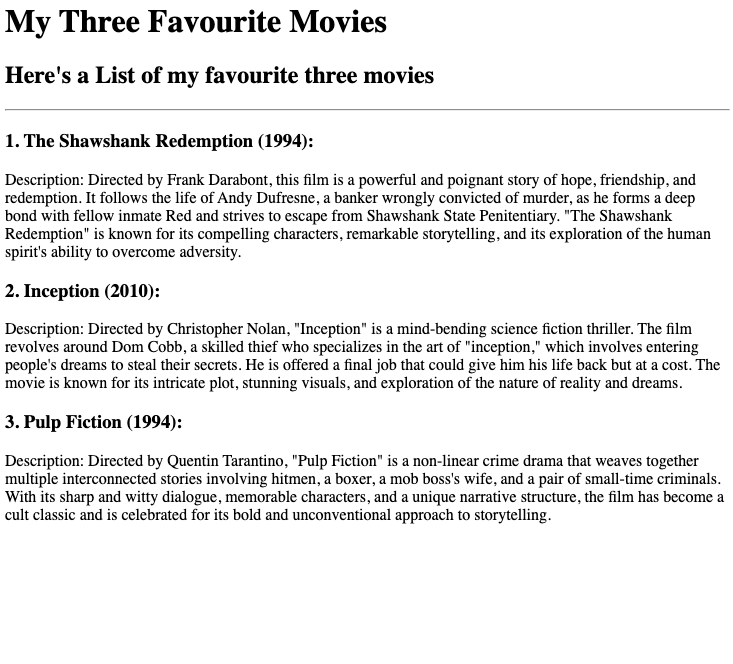 My Three Favourite Movies
Here's a List of my favourite three movies
1. The Shawshank Redemption (1994):
Description: Directed by Frank Darabont, this film is a powerful and poignant story of hope, friendship, and
redemption. It follows the life of Andy Dufresne, a banker wrongly convicted of murder, as he forms a deep
bond with fellow inmate Red and strives to escape from Shawshank State Penitentiary. "The Shawshank
Redemption" is known for its compelling characters, remarkable storytelling, and its exploration of the human
spirit's ability to overcome adversity.
2. Inception (2010):
Description: Directed by Christopher Nolan, "Inception" is a mind-bending science fiction thriller. The film
revolves around Dom Cobb, a skilled thief who specializes in the art of "inception," which involves entering
people's dreams to steal their secrets. He is offered a final job that could give him his life back but at a cost. The
movie is known for its intricate plot, stunning visuals, and exploration of the nature of reality and dreams.
3. Pulp Fiction (1994):
Description: Directed by Quentin Tarantino, "Pulp Fiction" is a non-linear crime drama that weaves together
multiple interconnected stories involving hitmen, a boxer, a mob boss's wife, and a pair of small-time criminals.
With its sharp and witty dialogue, memorable characters, and a unique narrative structure, the film has become a
cult classic and is celebrated for its bold and unconventional approach to storytelling.